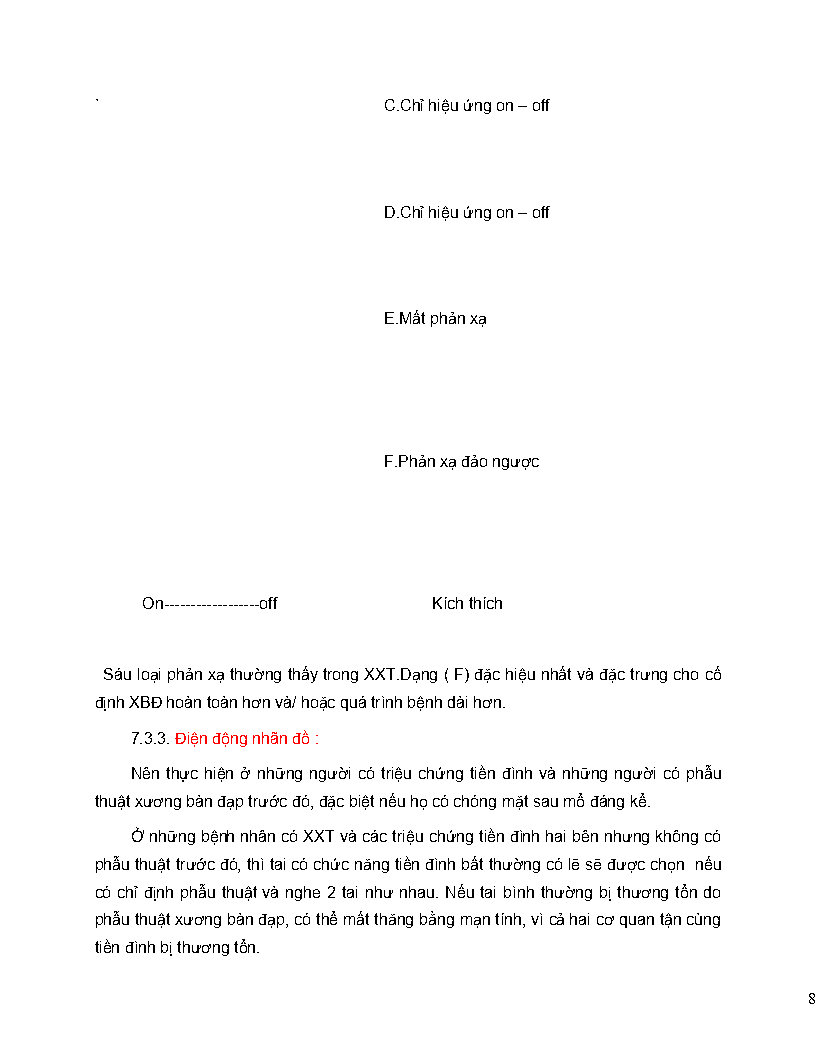 `
C.Chỉ hiệu ứng on – off
D.Chỉ hiệu ứng on – off
E.Mất phản xạ
F.Phản xạ đảo ngược
On------------------off Kích thích
Sáu loại phản xạ thường thấy trong XXT.Dạng ( F) đặc hiệu nhất và đặc trưng cho cố
định XBĐ hoàn toàn hơn và/ hoặc quá trình bệnh dài hơn.
7.3.3. Điện động nhãn đồ :
Nên thực hiện ở những người có triệu chứng tiền đình và những người có phẫu
thuật xương bàn đạp trước đó, đặc biệt nếu họ có chóng mặt sau mổ đáng kể.
Ở những bệnh nhân có XXT và các triệu chứng tiền đình hai bên nhưng không có
phẫu thuật trước đó, thì tai có chức năng tiền đình bất thường có lẽ sẽ được chọn nếu
có chỉ định phẫu thuật và nghe 2 tai như nhau. Nếu tai bình thường bị thương tổn do
phẫu thuật xương bàn đạp, có thể mất thăng bằng mạn tính, vì cả hai cơ quan tận cùng
tiền đình bị thương tổn.
8